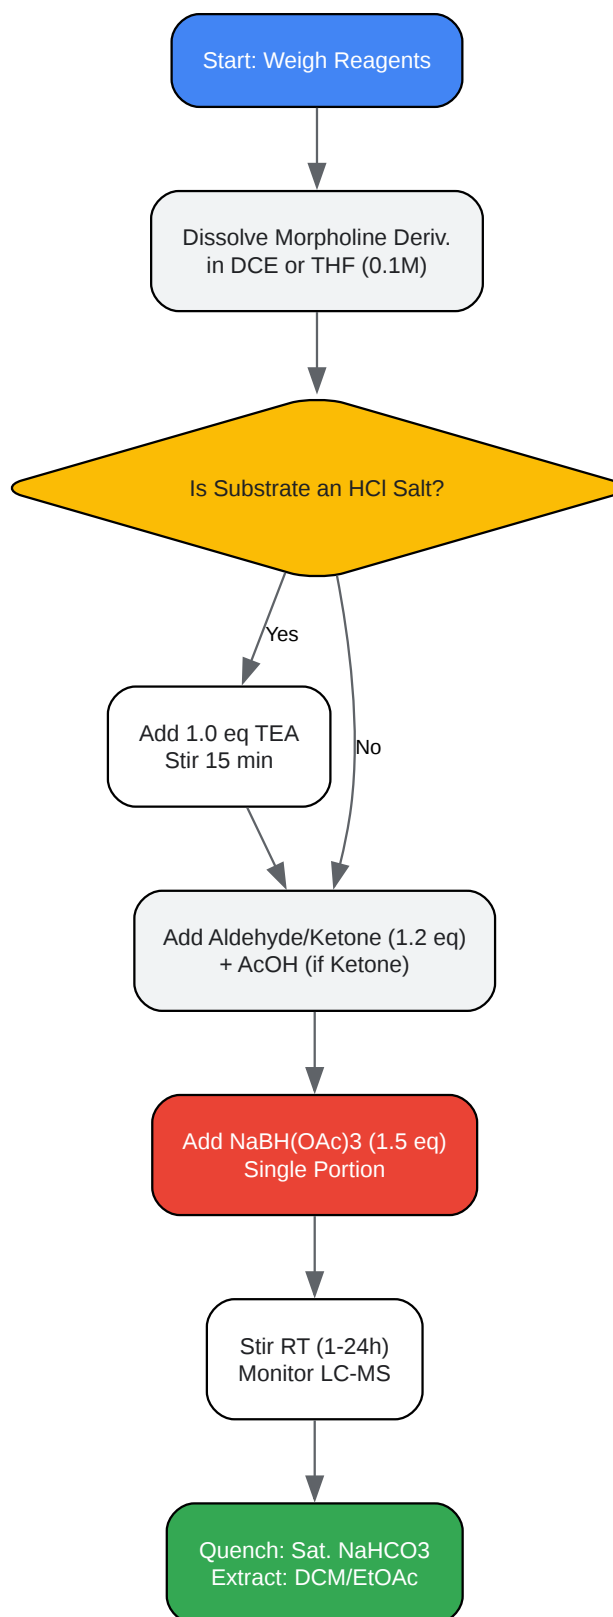 Start: Weigh Reagents
Dissolve Morpholine Deriv.
in DCE or THF (0.1M)
Is Substrate an HCl Salt?
Yes
Add 1.0 eq TEA
Stir 15 min
No
Add Aldehyde/Ketone (1.2 eq)
+ AcOH (if Ketone)
Add NaBH(OAc)3 (1.5 eq)
Single Portion
Stir RT (1-24h)
Monitor LC-MS
Quench: Sat. NaHCO3
Extract: DCM/EtOAc